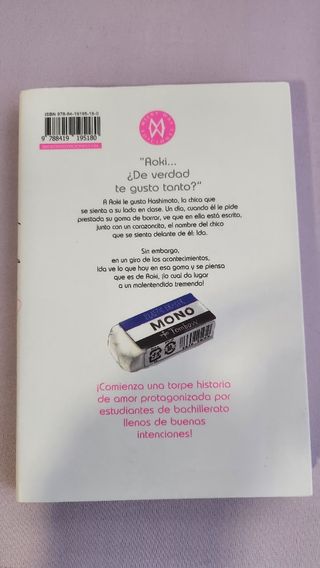 ISBN 978-84-19195-18-0
9 788419 195180
"Aoki...
¿De verdad
te gusto tanto?"
A Aoki le gusta Hashimoto, la chica que
se sienta a su lado en clase. Un día, cuando él le pide
prestada su goma de borrar, ve que en ella está escrito,
junto con un corazoncito, el nombre del chico
que se sienta delante de él: Ida.
Sin embargo,
en un giro de los acontecimientos,
Ida ve lo que hay en esa goma y se piensa
que es de Aoki, ¡lo cual da lugar
a un malentendido tremendo!
PLASTIC ERASER
MONO
Tombow
¡Comienza una torpe historia
de amor protagonizada por
estudiantes de bachillerato
llenos de buenas
intenciones!